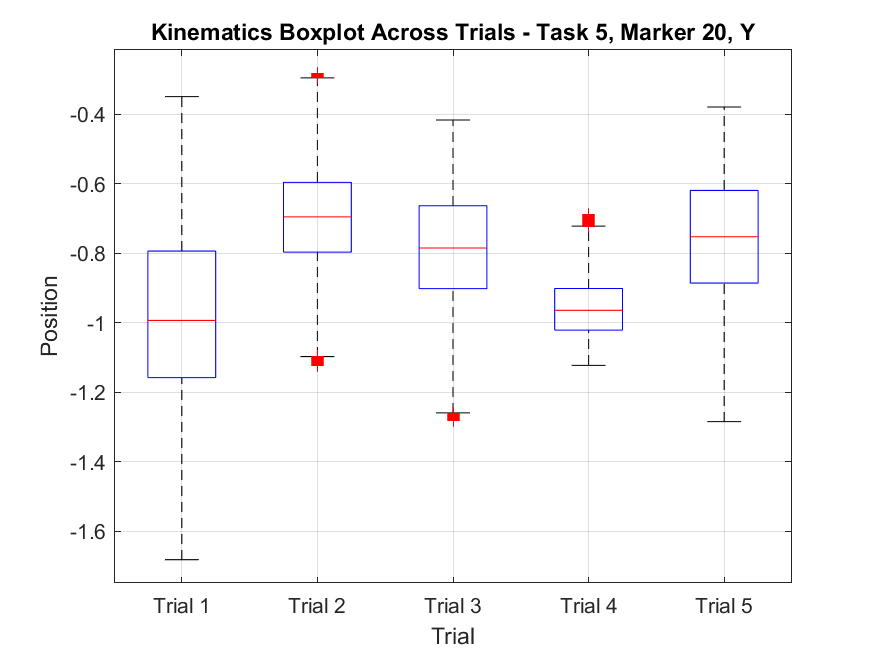 Kinematics Boxplot Across Trials - Task 5, Marker 20, Y
Position
-0.4
-0.6
-0.8
-1
-1.2
-1.4
-1.6
Trial 1 Trial 2 Trial 3 Trial 4 Trial 5
Trial